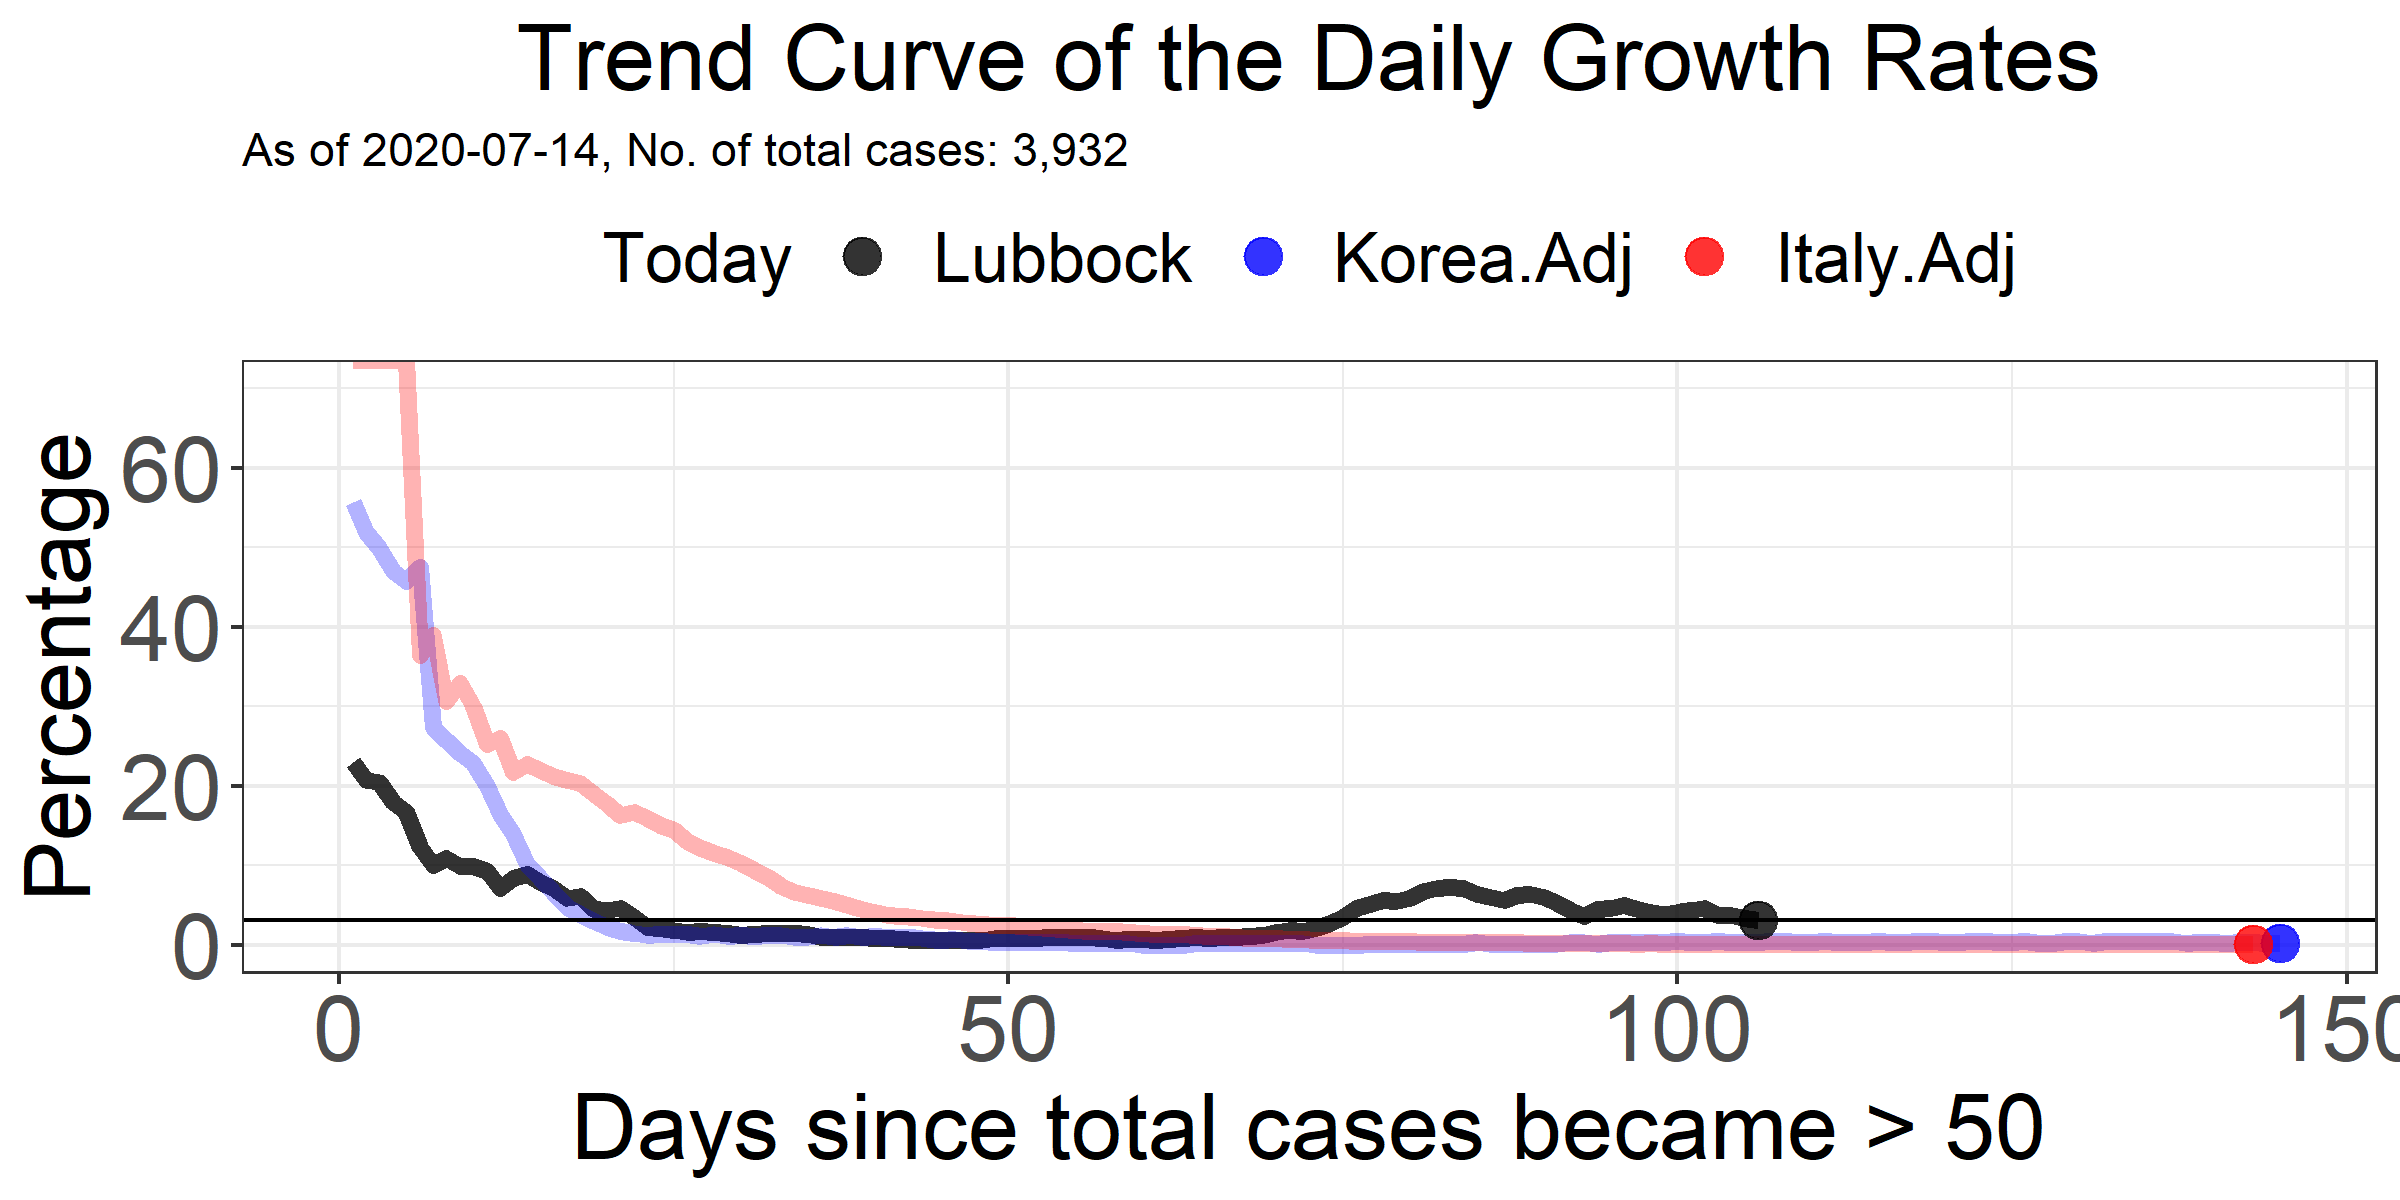 Trend Curve of the Daily Growth Rates
As of 2020-07-14, No. of total cases: 3,932
Today Lubbock Korea.Adj Italy.Adj
Percentage
60
40
20
0
0 50 100 150
Days since total cases became > 50